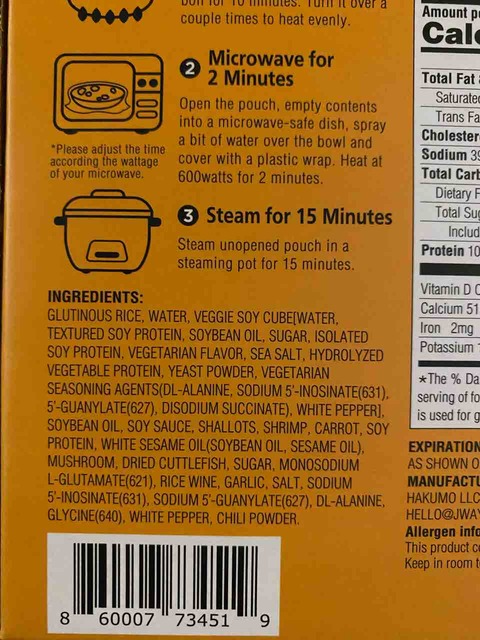 boil for 10 minutes. Turn it over a
couple times to heat evenly.
2 Microwave for
2 Minutes
Open the pouch, empty contents
into a microwave-safe dish, spray
a bit of water over the bowl and
cover with a plastic wrap. Heat at
600watts for 2 minutes.
*Please adjust the time
according the wattage
of your microwave.
3 Steam for 15 Minutes
Steam unopened pouch in a
steaming pot for 15 minutes.
INGREDIENTS:
GLUTINOUS RICE, WATER, VEGGIE SOY CUBE[WATER,
TEXTURED SOY PROTEIN, SOYBEAN OIL, SUGAR, ISOLATED
SOY PROTEIN, VEGETARIAN FLAVOR, SEA SALT, HYDROLYZED
VEGETABLE PROTEIN, YEAST POWDER, VEGETARIAN
SEASONING AGENTS(DL-ALANINE, SODIUM 5'-INOSINATE(631),
5'-GUANYLATE(627), DISODIUM SUCCINATE), WHITE PEPPER],
SOYBEAN OIL, SOY SAUCE, SHALLOTS, SHRIMP, CARROT, SOY
PROTEIN, WHITE SESAME OIL(SOYBEAN OIL, SESAME OIL),
MUSHROOM, DRIED CUTTLEFISH, SUGAR, MONOSODIUM
L-GLUTAMATE(621), RICE WINE, GARLIC, SALT, SODIUM
5'-INOSINATE(631), SODIUM 5'-GUANYLATE(627), DL-ALANINE,
GLYCINE(640), WHITE PEPPER, CHILI POWDER.
8 60007 73451 9
Amount
Total Fat
Trans
Sodium
Dietary
Total
Protein 10
Vitamin D
Calcium 51
Iron 2mg
Potassium
*The % Da
serving of fo
is used for g
EXPIRATION
AS SHOWN O
MANUFACTU
HAKUMO LLC
HELLO@JWAY
Allergen info
This product co
Keep in room t